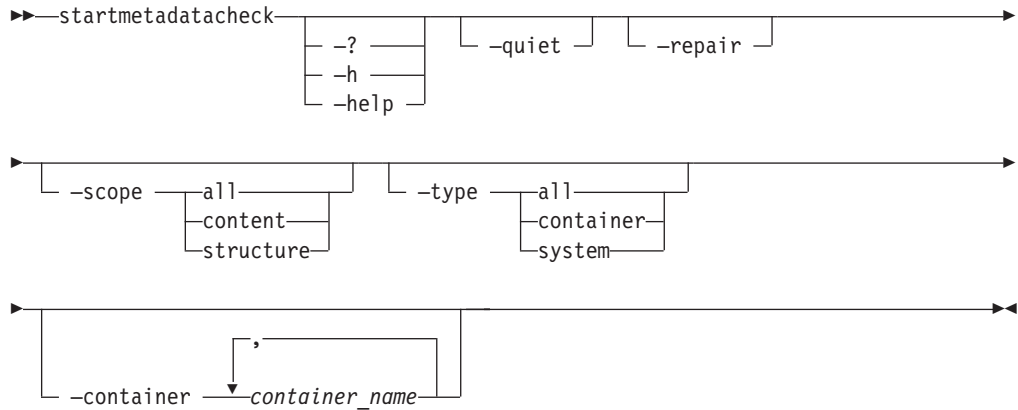 startmetadatacheck
–?
–h
–help
–quiet
–repair
–scope
all
content
structure
–type
all
container
system
–container
,
container_name